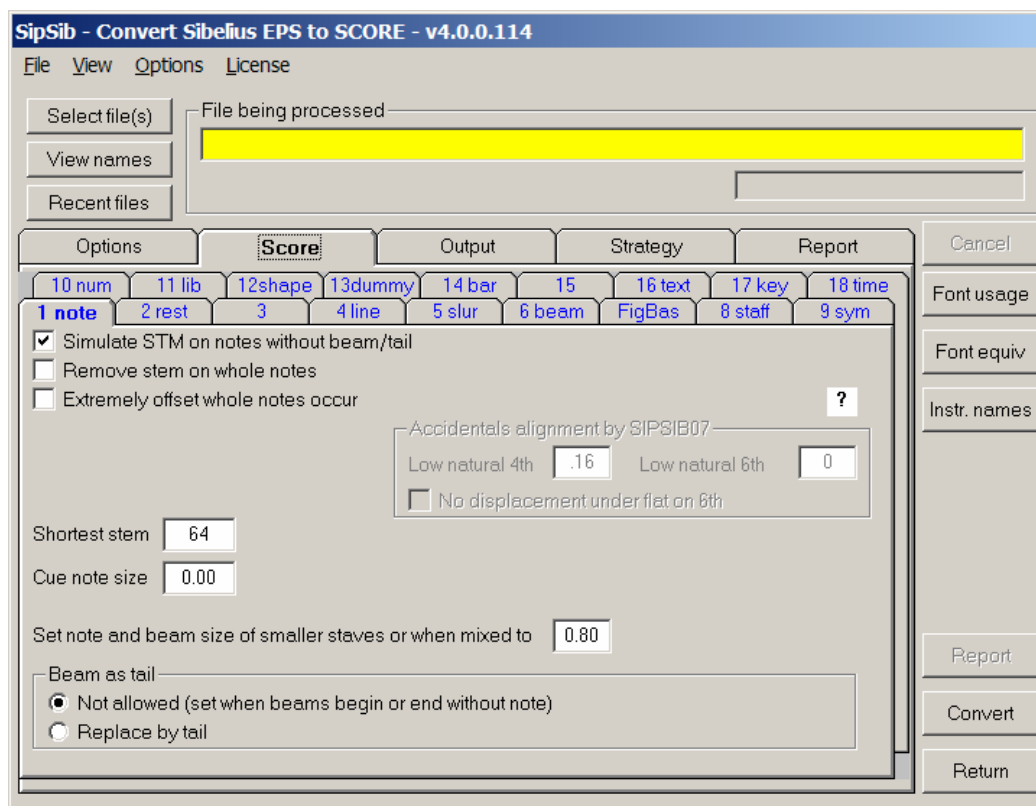 SipSib - Convert Sibelius EPS to SCORE - v4.0.0.114
File View Options License
Select file(s)
File being processed
View names
Recent files
Options Score Output Strategy Report
Cancel
10 num 11 lib 12shape 13dummy 14 bar 15 16 text 17 key 18 time
Font usage
1 note 2 rest 3 4 line 5 slur 6 beam FigBas 8 staff 9 sym
Simulate STM on notes without beam/tail
Font equiv
Remove stem on whole notes
Extremely offset whole notes occur ?
Instr. names
Accidentals alignment by SIPSIB07
Low natural 4th .16 Low natural 6th 0
No displacement under flat on 6th
Shortest stem 64
Cue note size 0.00
Set note and beam size of smaller staves or when mixed to 0.80
Report
Beam as tail
Not allowed (set when beams begin or end without note)
Convert
Replace by tail
Return